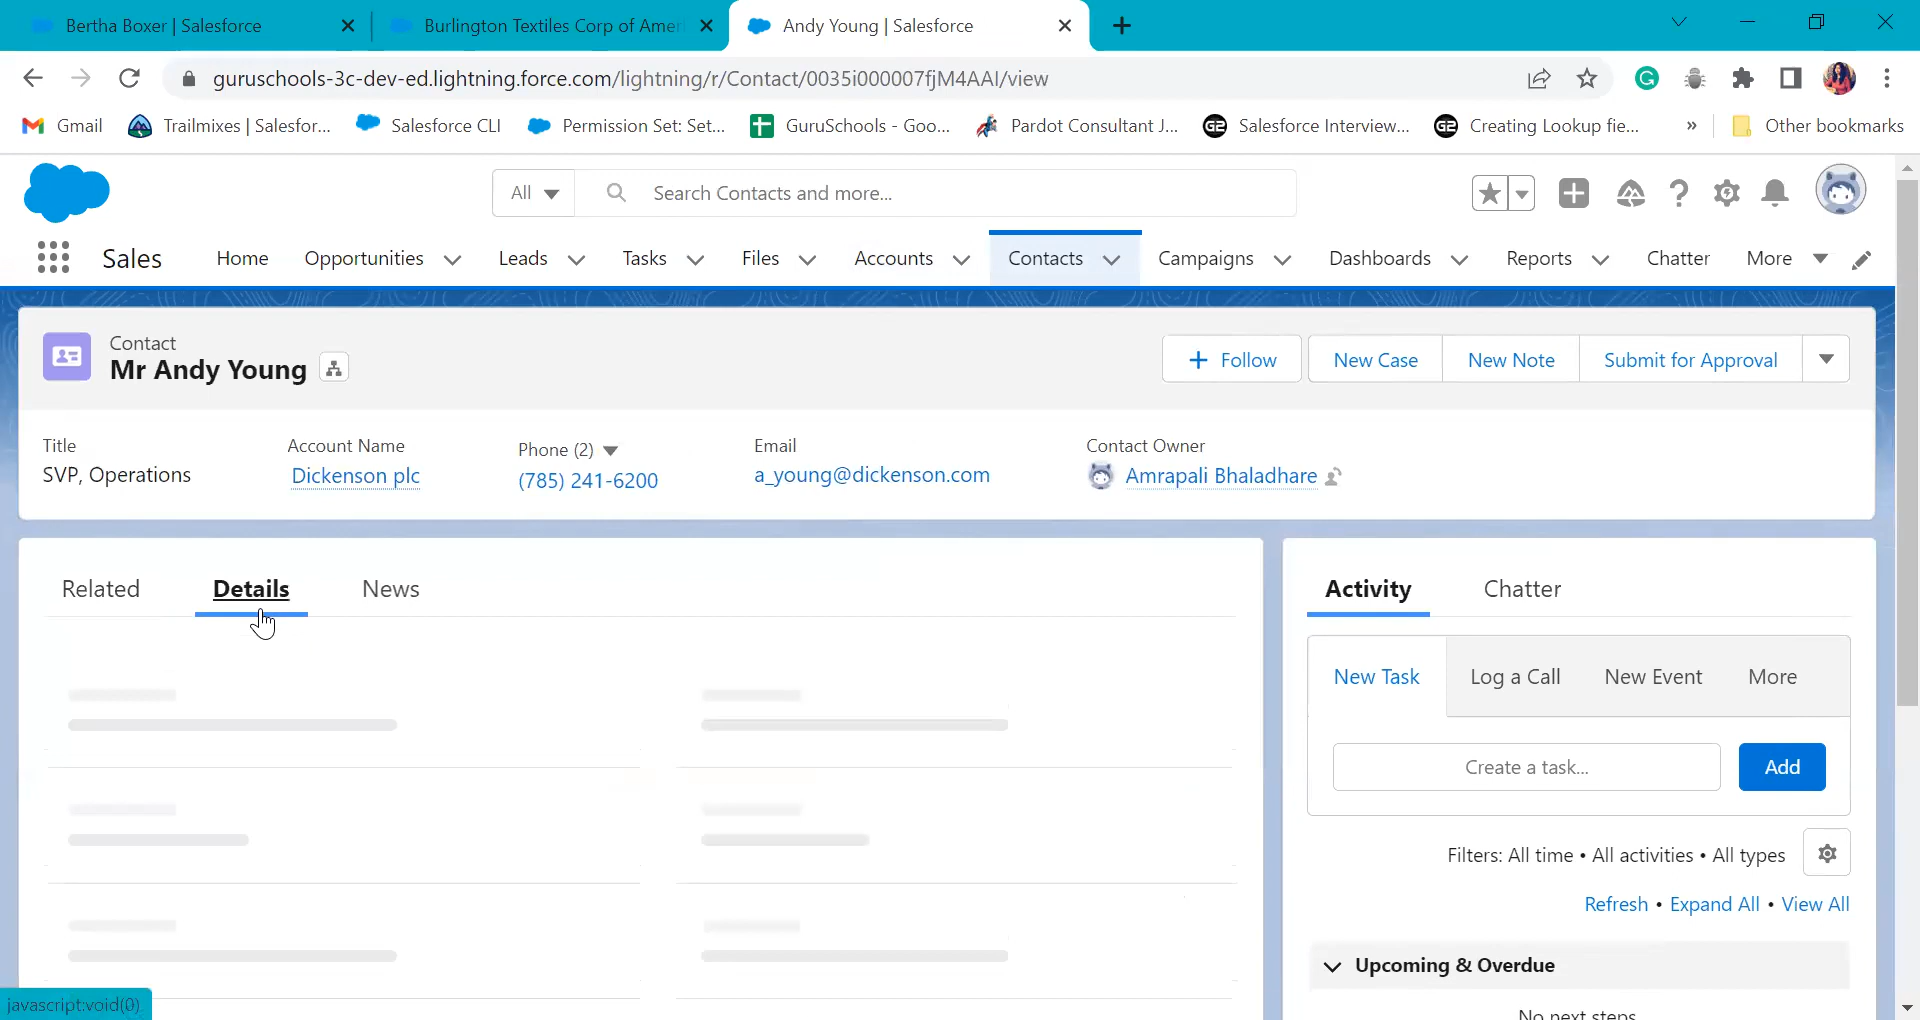 Bertha Boxer | Salesforce
Burlington Textiles Corp of Amer
Andy Young | Salesforce
guruschools-3c-dev-ed.lightning.force.com/lightning/r/Contact/0035i000007fjM4AAI/view
Gmail
Trailmixes | Salesfor...
Salesforce CLI
Permission Set: Set...
GuruSchools - Goo...
Pardot Consultant J...
Salesforce Interview...
Creating Lookup fie...
»
Other bookmarks
All
Search Contacts and more...
Sales
Home
Opportunities
Leads
Tasks
Files
Accounts
Contacts
Campaigns
Dashboards
Reports
Chatter
More
Contact
Mr Andy Young
+ Follow
New Case
New Note
Submit for Approval
Title
SVP, Operations
Account Name
Dickenson plc
Phone (2)
(785) 241-6200
Email
a_young@dickenson.com
Contact Owner
Amrapali Bhaladhare
Related
Details
News
Activity
Chatter
New Task
Log a Call
New Event
More
Create a task...
Add
Filters: All time • All activities • All types
Refresh • Expand All • View All
Upcoming & Overdue
No next steps
javascript:void(0)